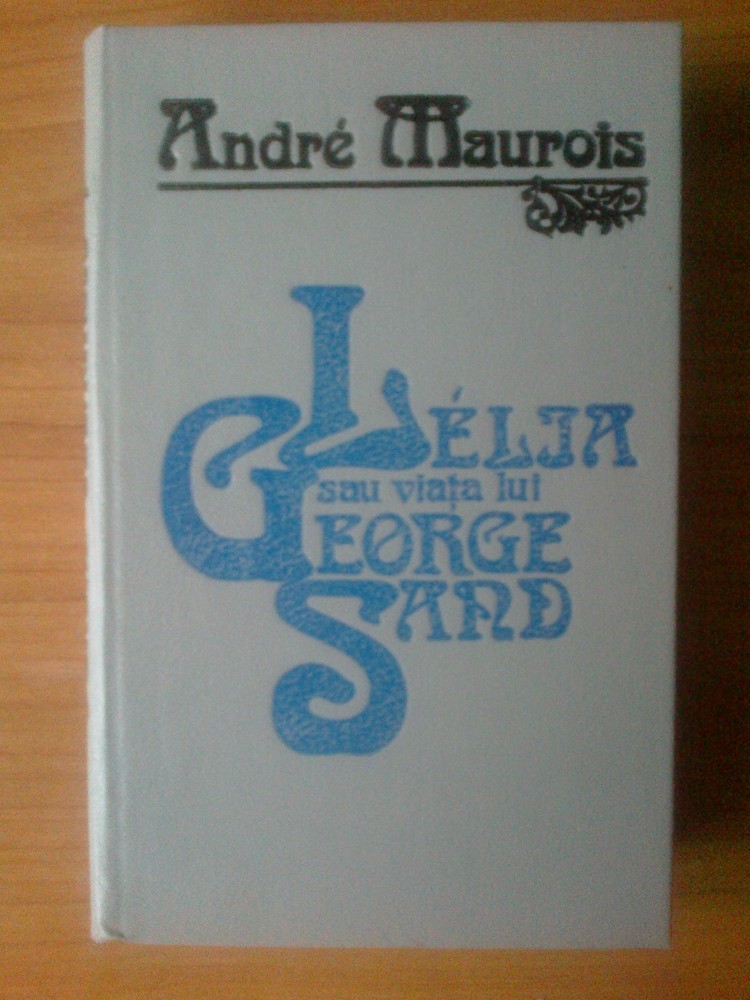 André Maurois
LÉLIA
sau viața lui
GEORGE
SAND